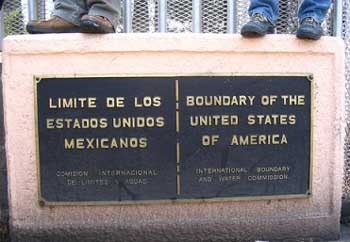 LIMITE DE LOS
ESTADOS UNIDOS
MEXICANOS
COMISION INTERNACIONAL
DE LIMITES Y AGUAS
BOUNDARY OF THE
UNITED STATES
OF AMERICA
INTERNATIONAL BOUNDARY
AND WATER COMMISSION